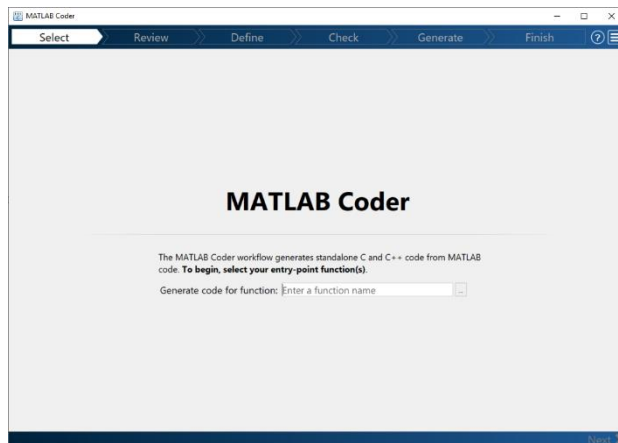 MATLAB Coder
Select Review Define Check Generate Finish ?
MATLAB Coder
The MATLAB Coder workflow generates standalone C and C++ code from MATLAB
code. To begin, select your entry-point function(s).
Generate code for function: Enter a function name ...
Next